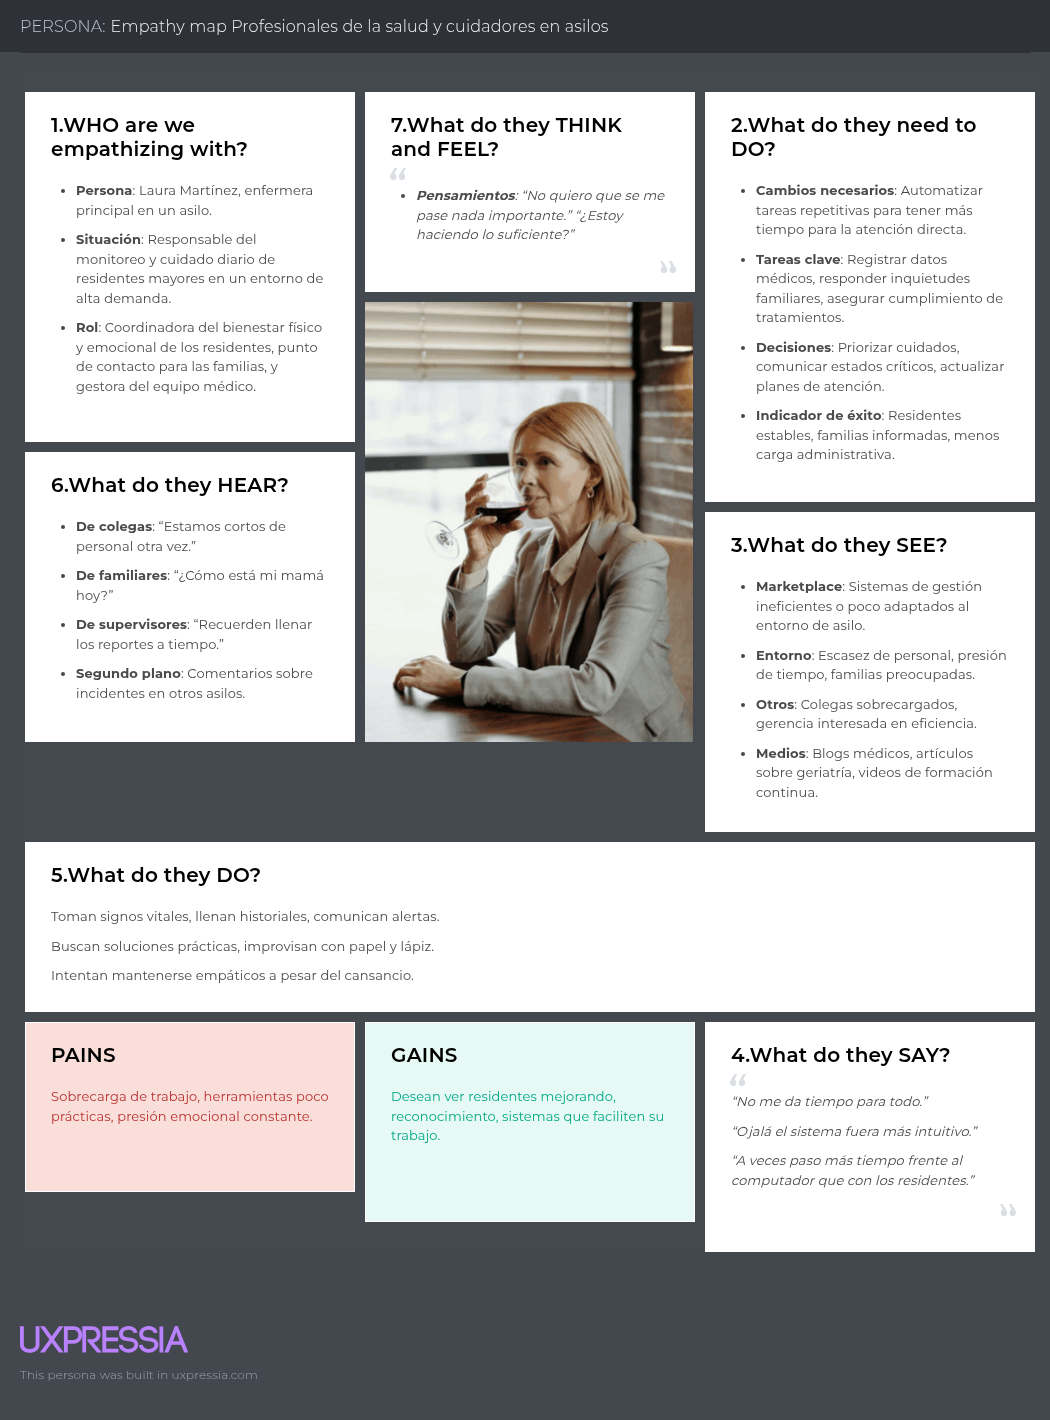 PERSONA: Empathy map Profesionales de la salud y cuidadores en asilos
1.WHO are we
empathizing with?
• Persona: Laura Martínez, enfermera
principal en un asilo.
• Situación: Responsable del
monitoreo y cuidado diario de
residentes mayores en un entorno de
alta demanda.
• Rol: Coordinadora del bienestar físico
y emocional de los residentes, punto
de contacto para las familias, y
gestora del equipo médico.
7.What do they THINK
and FEEL?
“
• Pensamientos: “No quiero que se me
pase nada importante.” “¿Estoy
haciendo lo suficiente?”
”
2.What do they need to
DO?
• Cambios necesarios: Automatizar
tareas repetitivas para tener más
tiempo para la atención directa.
• Tareas clave: Registrar datos
médicos, responder inquietudes
familiares, asegurar cumplimiento de
tratamientos.
• Decisiones: Priorizar cuidados,
comunicar estados críticos, actualizar
planes de atención.
• Indicador de éxito: Residentes
estables, familias informadas, menos
carga administrativa.
6.What do they HEAR?
• De colegas: “Estamos cortos de
personal otra vez.”
• De familiares: “¿Cómo está mi mamá
hoy?”
• De supervisores: “Recuerden llenar
los reportes a tiempo.”
• Segundo plano: Comentarios sobre
incidentes en otros asilos.
3.What do they SEE?
• Marketplace: Sistemas de gestión
ineficientes o poco adaptados al
entorno de asilo.
• Entorno: Escasez de personal, presión
de tiempo, familias preocupadas.
• Otros: Colegas sobrecargados,
gerencia interesada en eficiencia.
• Medios: Blogs médicos, artículos
sobre geriatría, videos de formación
continua.
5.What do they DO?
Toman signos vitales, llenan historiales, comunican alertas.
Buscan soluciones prácticas, improvisan con papel y lápiz.
Intentan mantenerse empáticos a pesar del cansancio.
PAINS
Sobrecarga de trabajo, herramientas poco
prácticas, presión emocional constante.
GAINS
Desean ver residentes mejorando,
reconocimiento, sistemas que faciliten su
trabajo.
4.What do they SAY?
“
“No me da tiempo para todo.”
“Ojalá el sistema fuera más intuitivo.”
“A veces paso más tiempo frente al
computador que con los residentes.”
”
UXPRESSIA
This persona was built in uxpressia.com